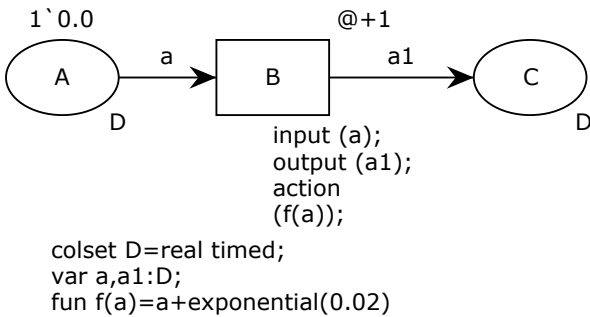 1`0.0
@+1
A
a
B
a1
C
D
D
input (a);
output (a1);
action
(f(a));
colset D=real timed;
var a,a1:D;
fun f(a)=a+exponential(0.02)